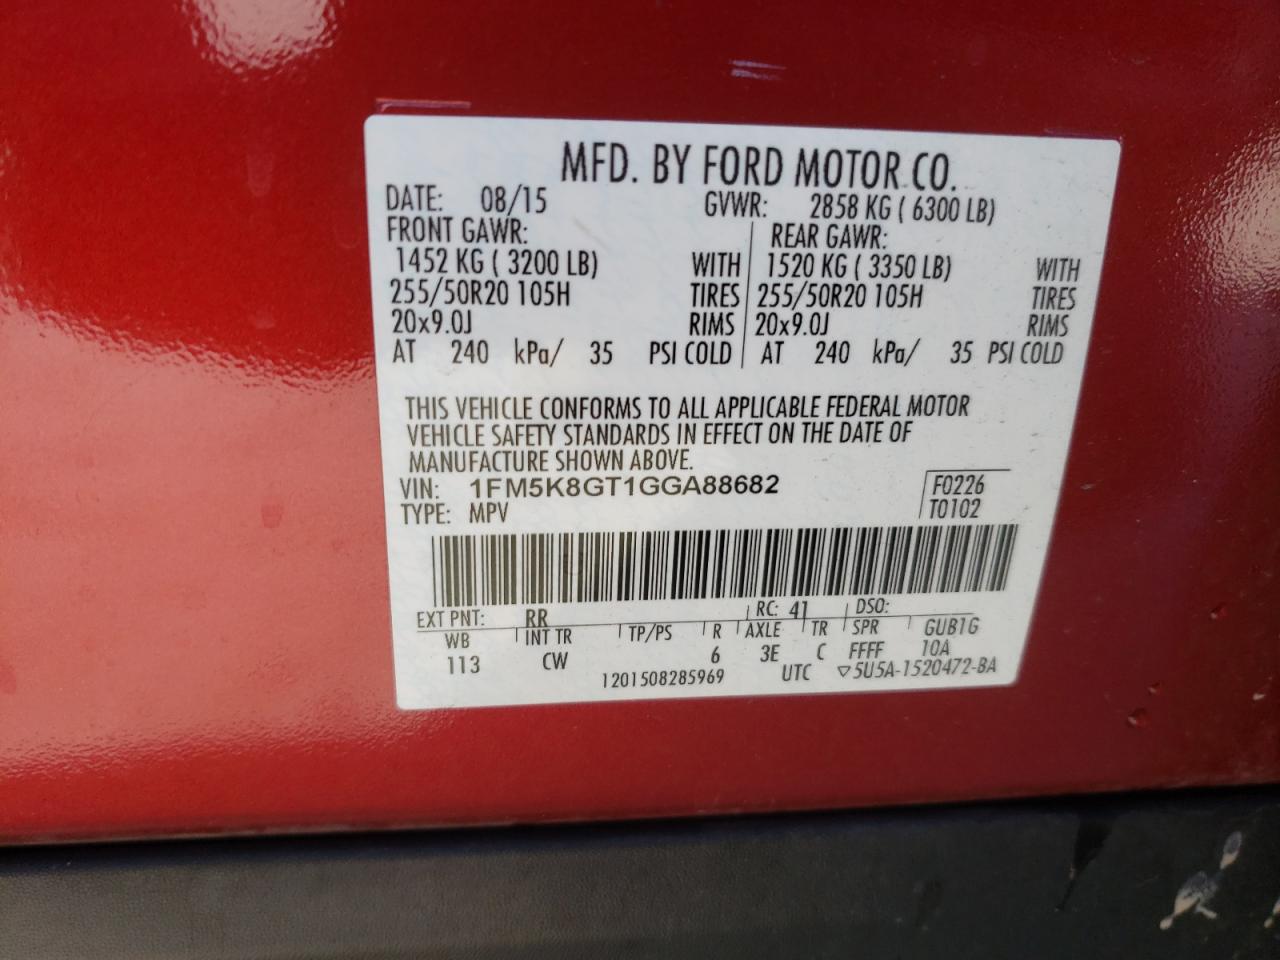 MFD. BY FORD MOTOR CO.
DATE: 08/15 GVWR: 2858 KG ( 6300 LB)
FRONT GAWR: REAR GAWR:
1452 KG ( 3200 LB) WITH 1520 KG ( 3350 LB) WITH
255/50R20 105H TIRES 255/50R20 105H TIRES
20x9.0J RIMS 20x9.0J RIMS
AT 240 kPa/ 35 PSI COLD AT 240 kPa/ 35 PSI COLD
THIS VEHICLE CONFORMS TO ALL APPLICABLE FEDERAL MOTOR
VEHICLE SAFETY STANDARDS IN EFFECT ON THE DATE OF
MANUFACTURE SHOWN ABOVE.
VIN: 1FM5K8GT1GGA88682 F0226
TYPE: MPV T0102
EXT PNT: RR RC: 41 DSO:
WB INT TR TP/PS R AXLE TR SPR GUB1G
113 CW 6 3E C FFFF 10A
1201508285969 UTC ▽5U5A-1520472-BA